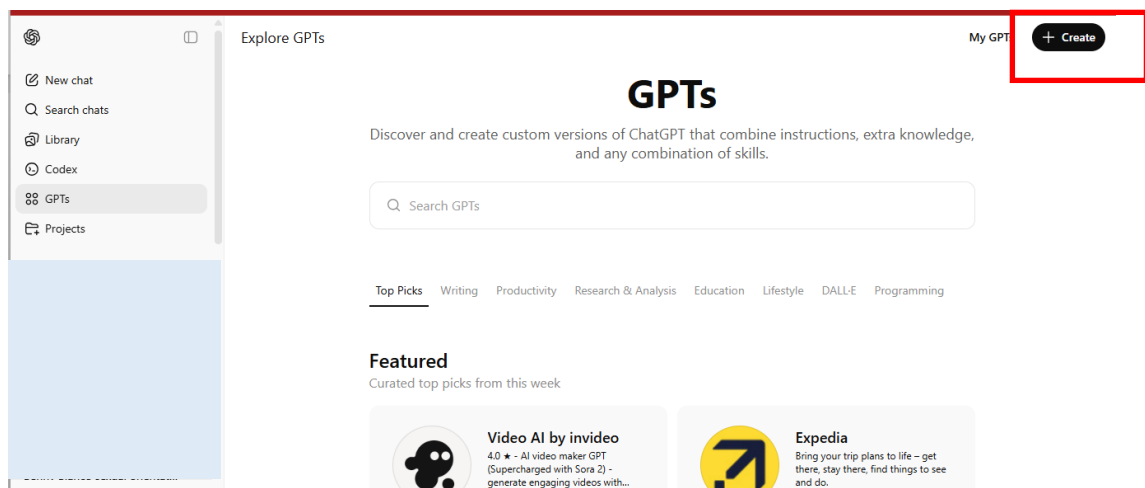 Explore GPTs
My GPT
+ Create
New chat
Search chats
Library
Codex
GPTs
Projects
GPTs
Discover and create custom versions of ChatGPT that combine instructions, extra knowledge,
and any combination of skills.
Search GPTs
Top Picks Writing Productivity Research & Analysis Education Lifestyle DALL·E Programming
Featured
Curated top picks from this week
Video AI by invideo
4.0 ★ - AI video maker GPT
(Supercharged with Sora 2) -
generate engaging videos with...
Expedia
Bring your trip plans to life – get
there, stay there, find things to see
and do.